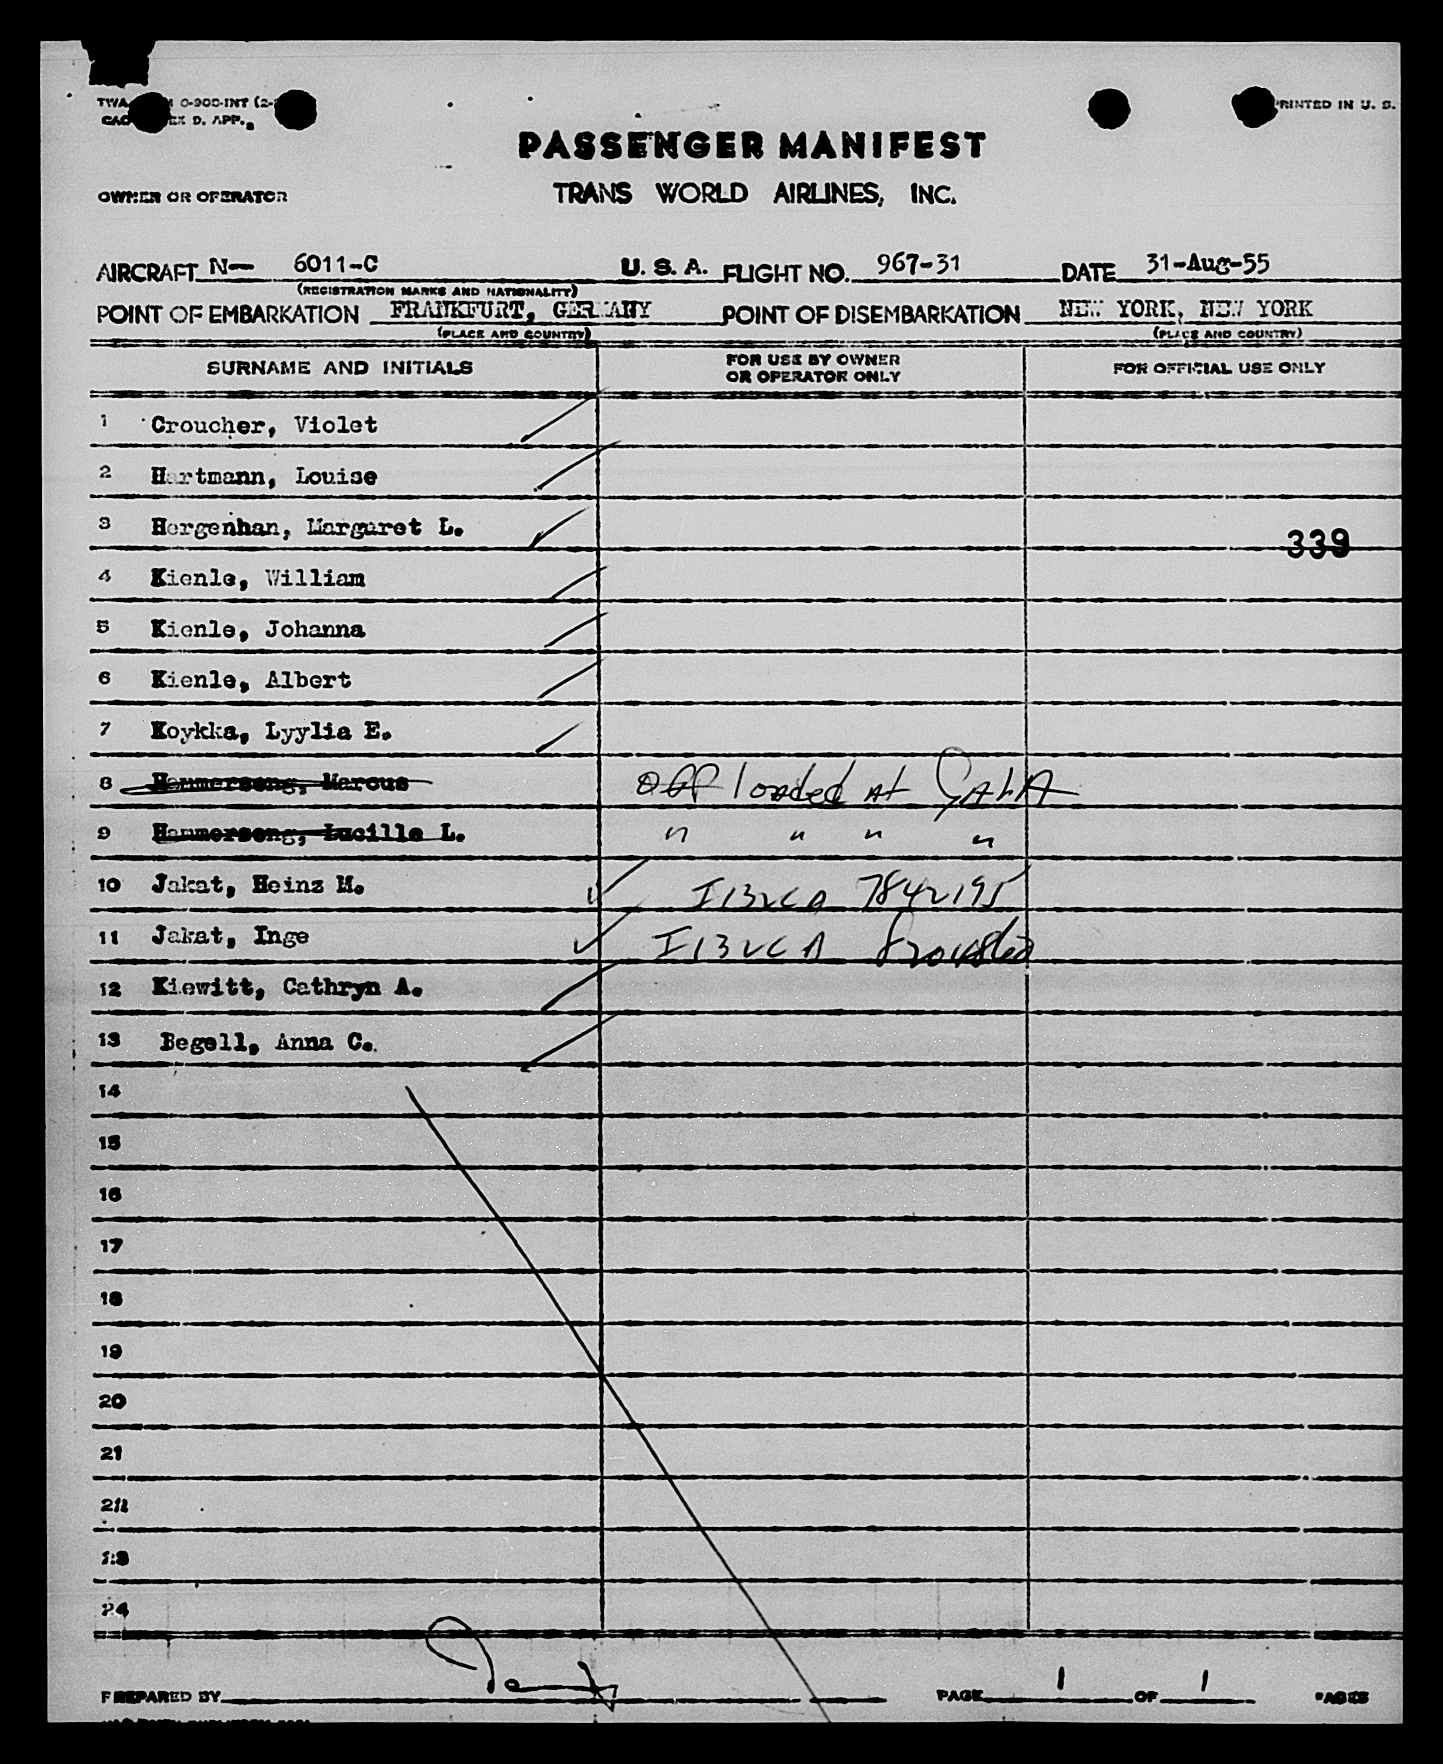 PRINTED IN U. S.
PASSENGER MANIFEST
OWNER OR OPERATOR
TRANS WORLD AIRLINES, INC.
AIRCRAFT N- 6011-C U. S. A. FLIGHT NO. 967-31 DATE 31-Aug-55
(REGISTRATION MARKS AND NATIONALITY)
POINT OF EMBARKATION FRANKFURT, GERMANY POINT OF DISEMBARKATION NEW YORK, NEW YORK
(PLACE AND COUNTRY) (PLACE AND COUNTRY)
SURNAME AND INITIALS FOR USE BY OWNER OR OPERATOR ONLY FOR OFFICIAL USE ONLY
1 Croucher, Violet
2 Hartmann, Louise
3 Hergenhan, Margaret L.
339
4 Kienle, William
5 Kienle, Johanna
6 Kienle, Albert
7 Koykka, Lyylia E.
8 Marcus Off loaded at
9 Lucille L. " " " "
10 Jakat, Heinz M. 7842195
11 Jakat, Inge
12 Kiewitt, Cathryn A.
13 Begell, Anna C.
14
15
16
17
18
19
20
21
22
23
24
PREPARED BY PAGE 1 OF 1 PAGES